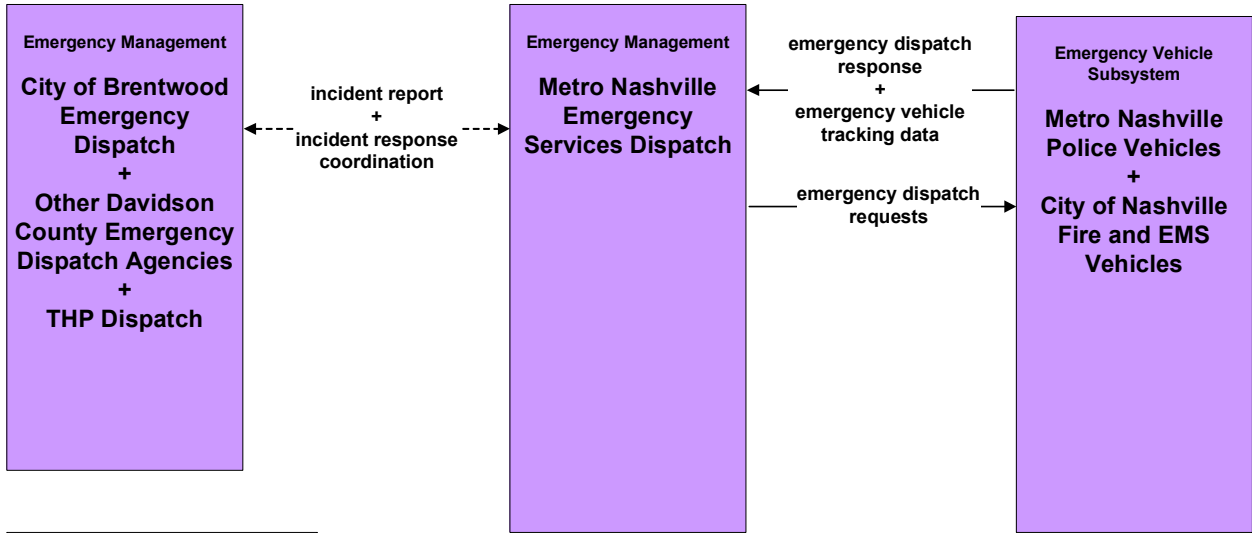 Emergency Management
City of Brentwood
Emergency
Dispatch
+
Other Davidson
County Emergency
Dispatch Agencies
+
THP Dispatch
incident report
+
incident response
coordination
Emergency Management
Metro Nashville
Emergency
Services Dispatch
emergency dispatch
response
+
emergency vehicle
tracking data
emergency dispatch
requests
Emergency Vehicle
Subsystem
Metro Nashville
Police Vehicles
+
City of Nashville
Fire and EMS
Vehicles